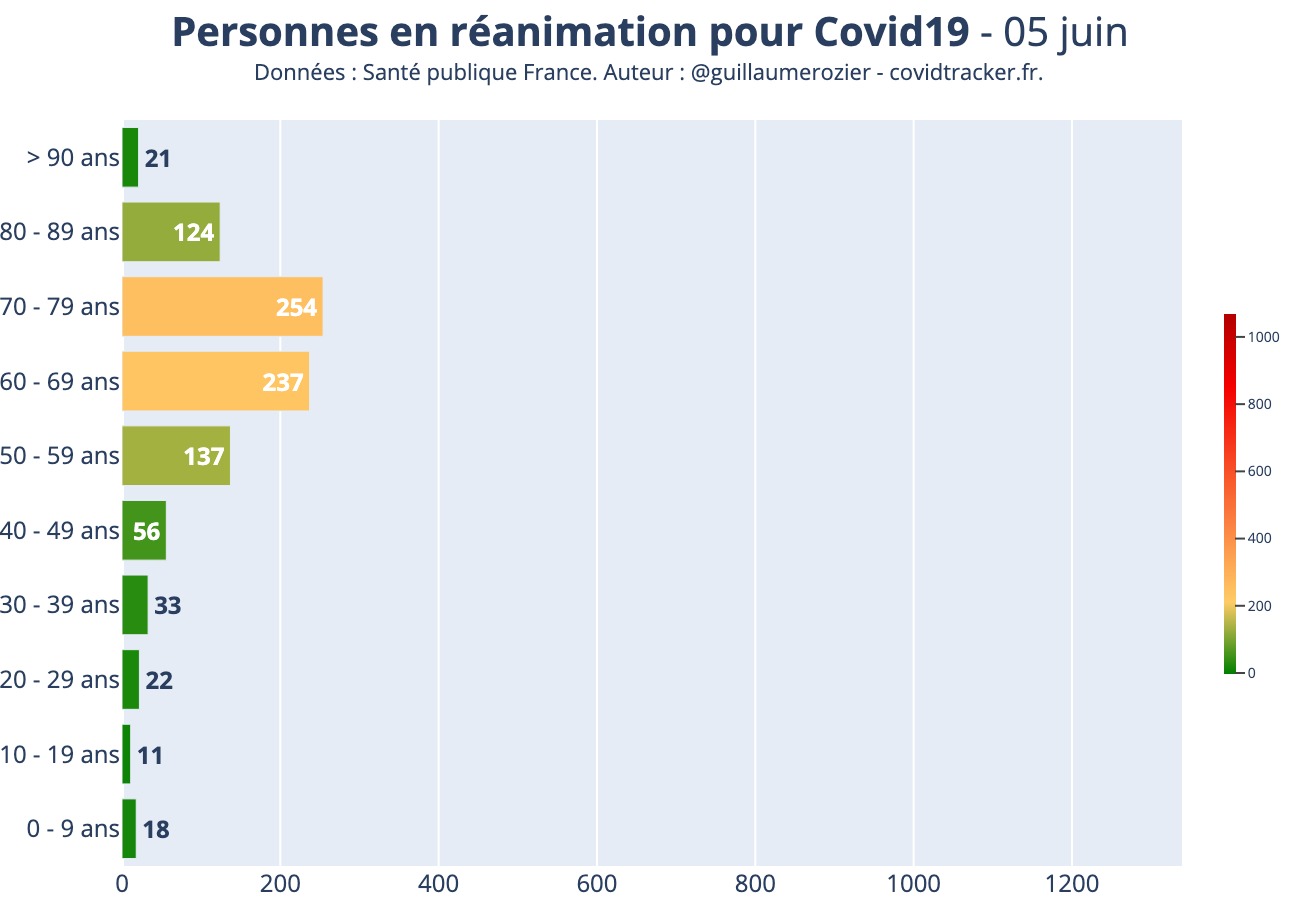 Personnes en réanimation pour Covid19 - 05 juin
Données : Santé publique France. Auteur : @guillaumerozier - covidtracker.fr.
> 90 ans 21
80 - 89 ans 124
70 - 79 ans 254
60 - 69 ans 237
50 - 59 ans 137
40 - 49 ans 56
30 - 39 ans 33
20 - 29 ans 22
10 - 19 ans 11
0 - 9 ans 18
0 200 400 600 800 1000 1200
1000
800
600
400
200
0